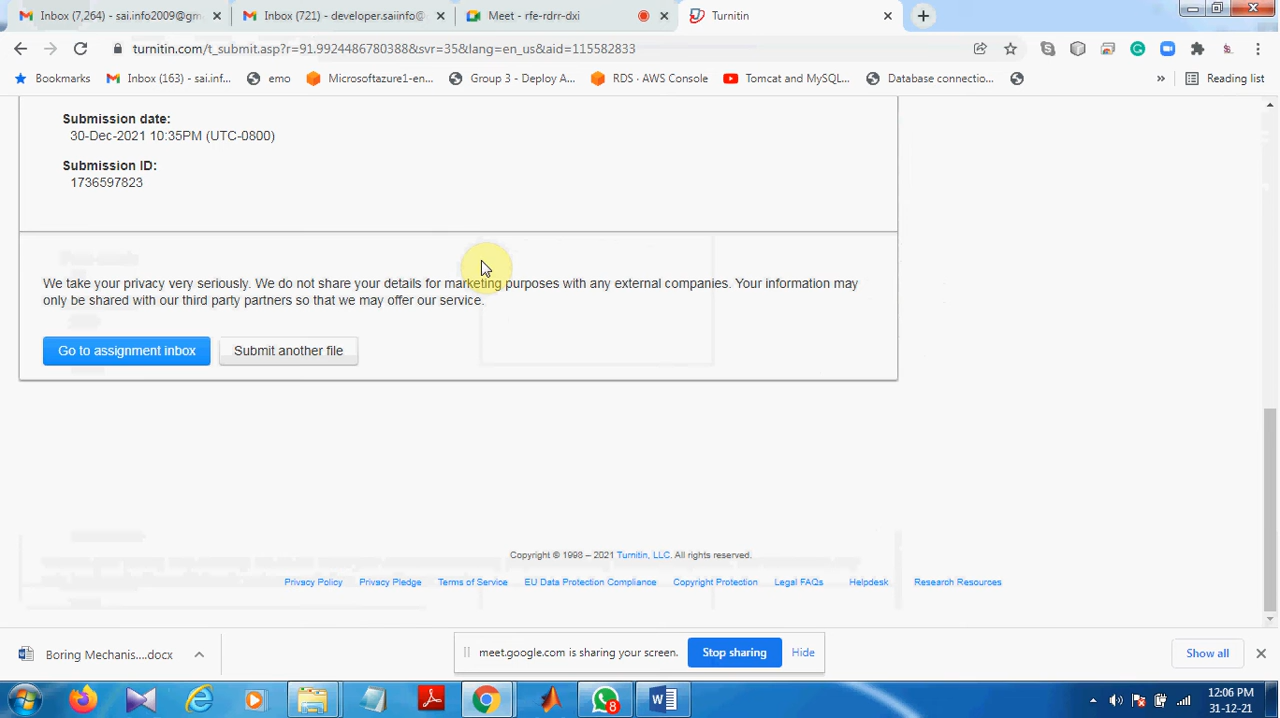 Inbox (7,264) - sai.info2009@gm
Inbox (721) - developer.saiinfo@
Meet - rfe-rdrr-dxi
Turnitin
turnitin.com/t_submit.asp?r=91.9924486780388&svr=35&lang=en_us&aid=115582833
Bookmarks
Inbox (163) - sai.inf...
emo
Microsoftazure1-en...
Group 3 - Deploy A...
RDS · AWS Console
Tomcat and MySQL...
Database connectio...
»
Reading list
Submission date:
30-Dec-2021 10:35PM (UTC-0800)
Submission ID:
1736597823
We take your privacy very seriously. We do not share your details for marketing purposes with any external companies. Your information may
only be shared with our third party partners so that we may offer our service.
Go to assignment inbox
Submit another file
Copyright © 1998 – 2021 Turnitin, LLC. All rights reserved.
Privacy Policy Privacy Pledge Terms of Service EU Data Protection Compliance Copyright Protection Legal FAQs Helpdesk Research Resources
Boring Mechanis....docx
meet.google.com is sharing your screen.
Stop sharing
Hide
Show all
8
12:06 PM
31-12-21